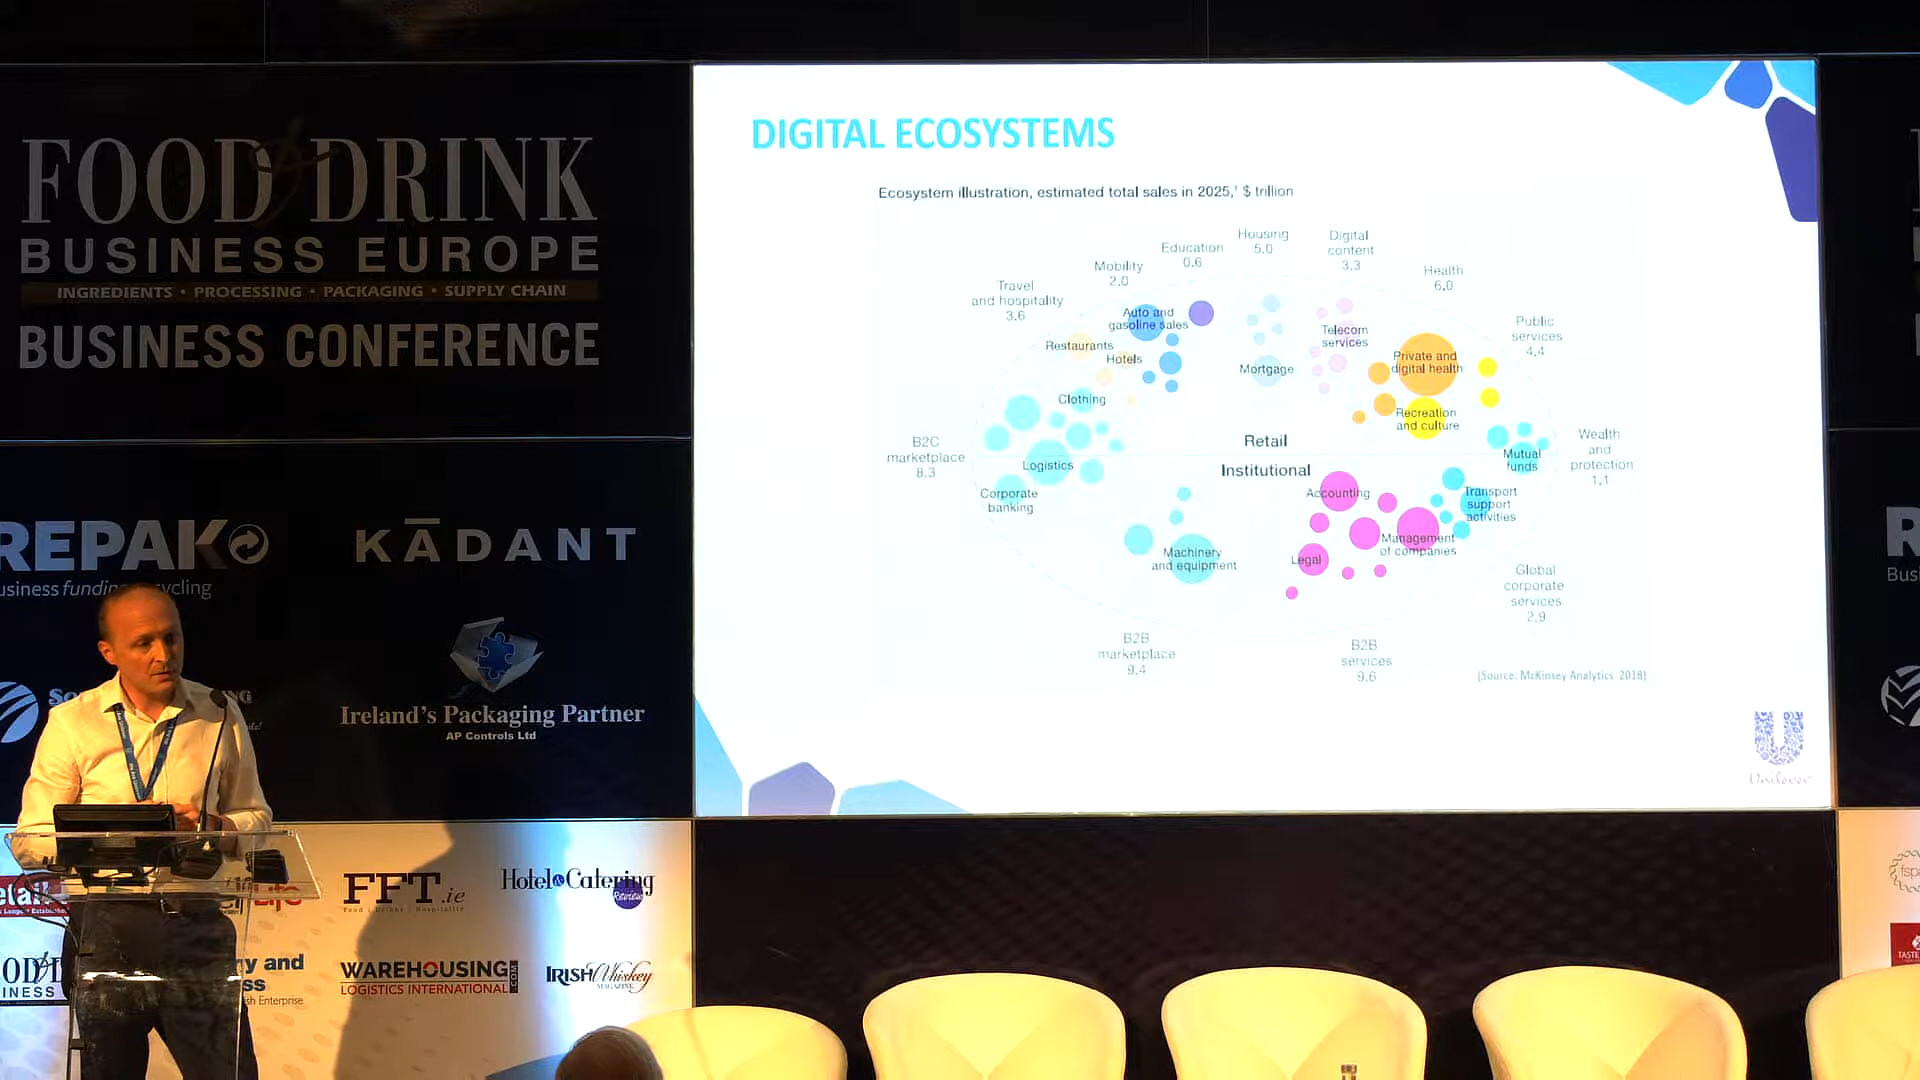 FOOD & DRINK
BUSINESS EUROPE
INGREDIENTS • PROCESSING • PACKAGING • SUPPLY CHAIN
BUSINESS CONFERENCE
REPAK
KĀDANT
Ireland's Packaging Partner
AP Controls Ltd
FFT.ie
Food | Drinks | Hospitality
Hotel & Catering
Review
WAREHOUSING
LOGISTICS INTERNATIONAL
.COM
IRISH Whiskey
MAGAZINE
DIGITAL ECOSYSTEMS
Ecosystem illustration, estimated total sales in 2025,¹ $ trillion
Housing
5.0
Digital
content
3.3
Education
0.6
Mobility
2.0
Health
6.0
Travel
and hospitality
3.6
Public
services
4.4
Auto and
gasoline sales
Telecom
services
Restaurants
Hotels
Mortgage
Private and
digital health
Clothing
Recreation
and culture
B2C
marketplace
8.3
Retail
Institutional
Wealth
and
protection
1.1
Mutual
funds
Logistics
Corporate
banking
Accounting
Transport
support
activities
Machinery
and equipment
Management
of companies
Legal
Global
corporate
services
2.9
B2B
marketplace
9.4
B2B
services
9.6
(Source: McKinsey Analytics 2018)
Unilever